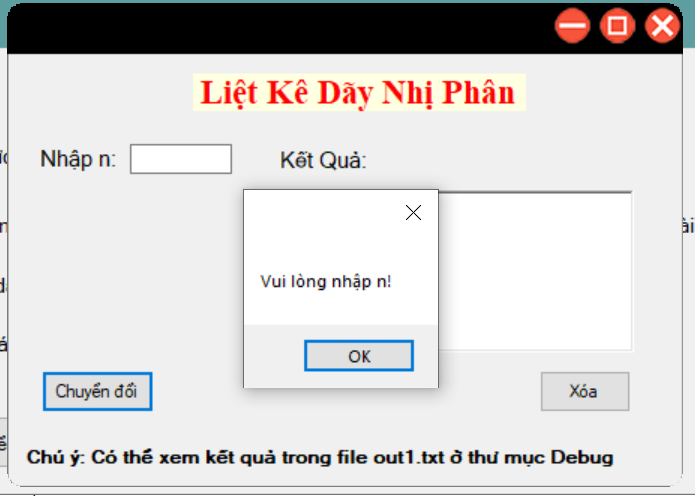 Liệt Kê Dãy Nhị Phân
Nhập n:
Kết Quả:
Vui lòng nhập n!
OK
Chuyển đổi
Xóa
Chú ý: Có thể xem kết quả trong file out1.txt ở thư mục Debug